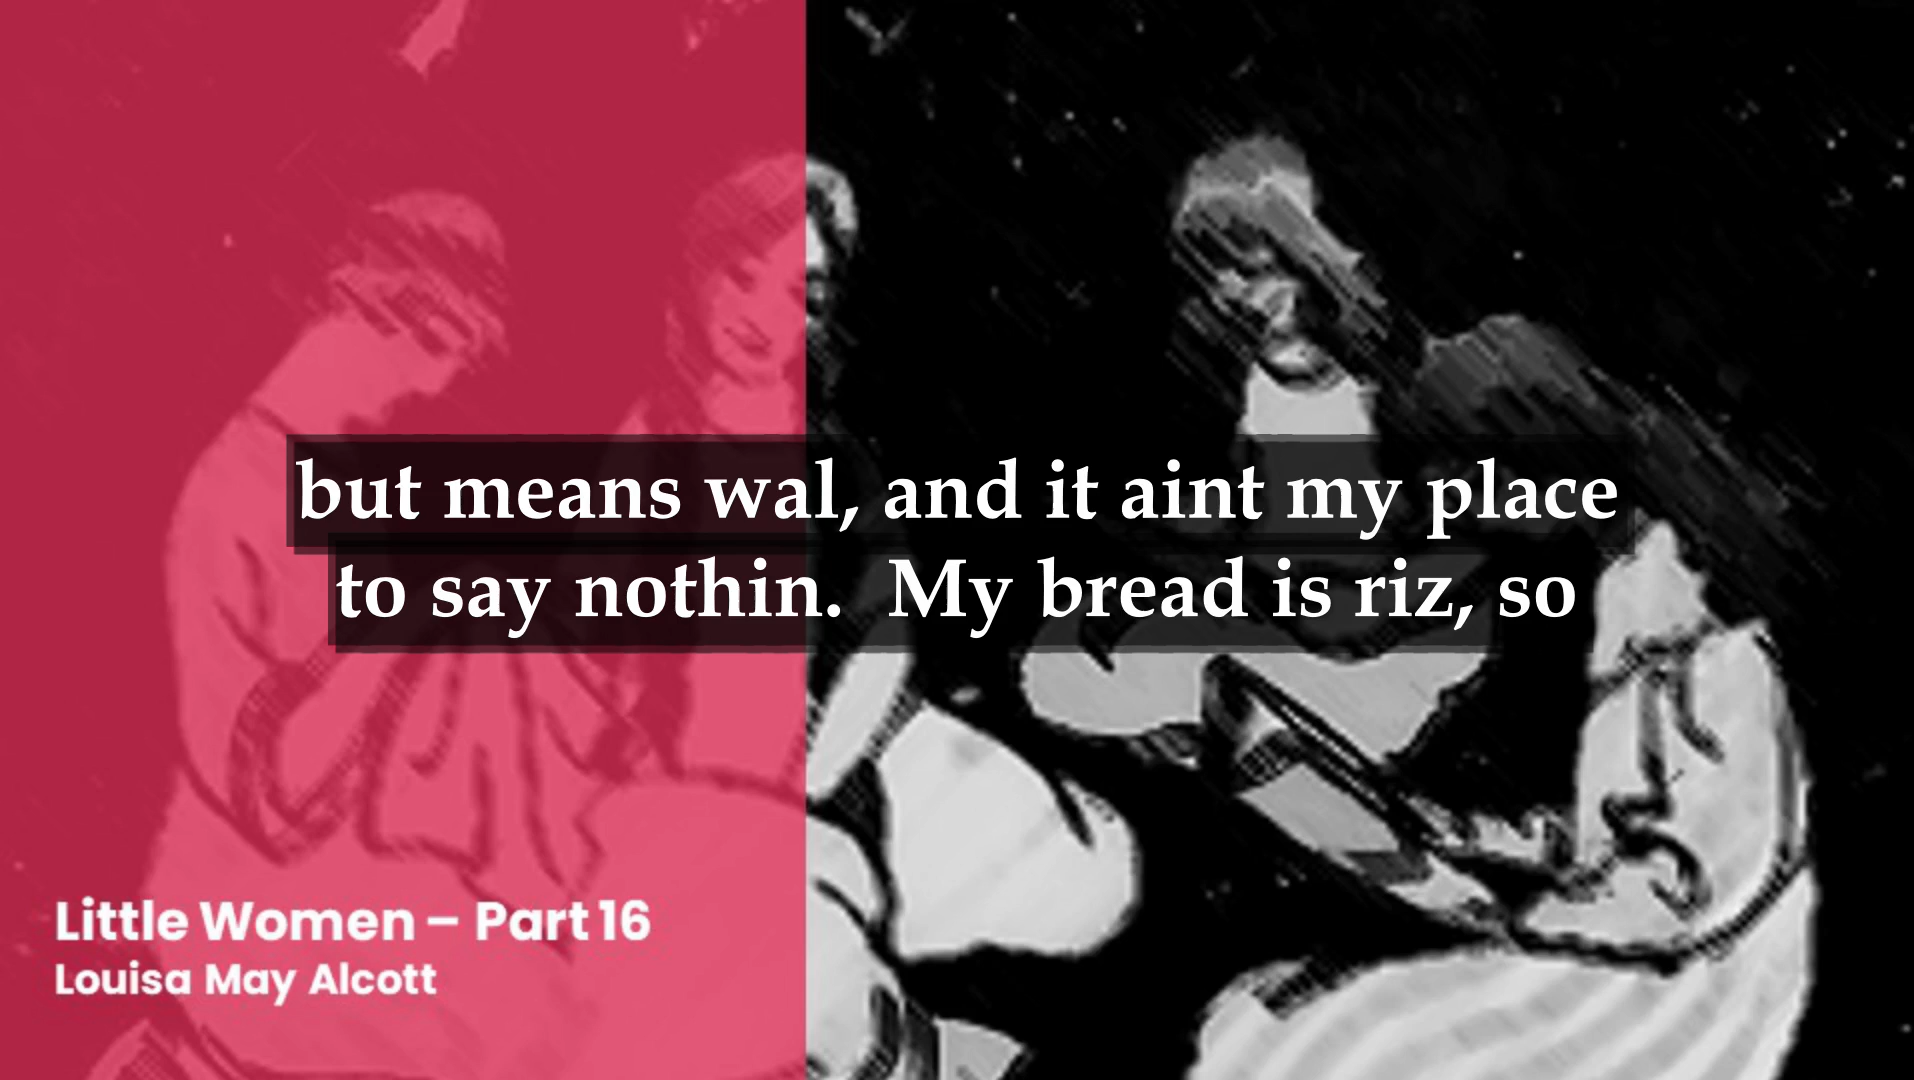 but means wal, and it aint my place
to say nothin.  My bread is riz, so
Little Women – Part 16
Louisa May Alcott